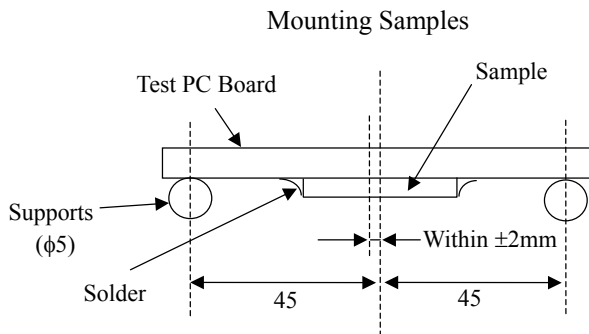 Mounting Samples
Sample
Test PC Board
Supports
(ϕ5)
Within ±2mm
Solder
45
45